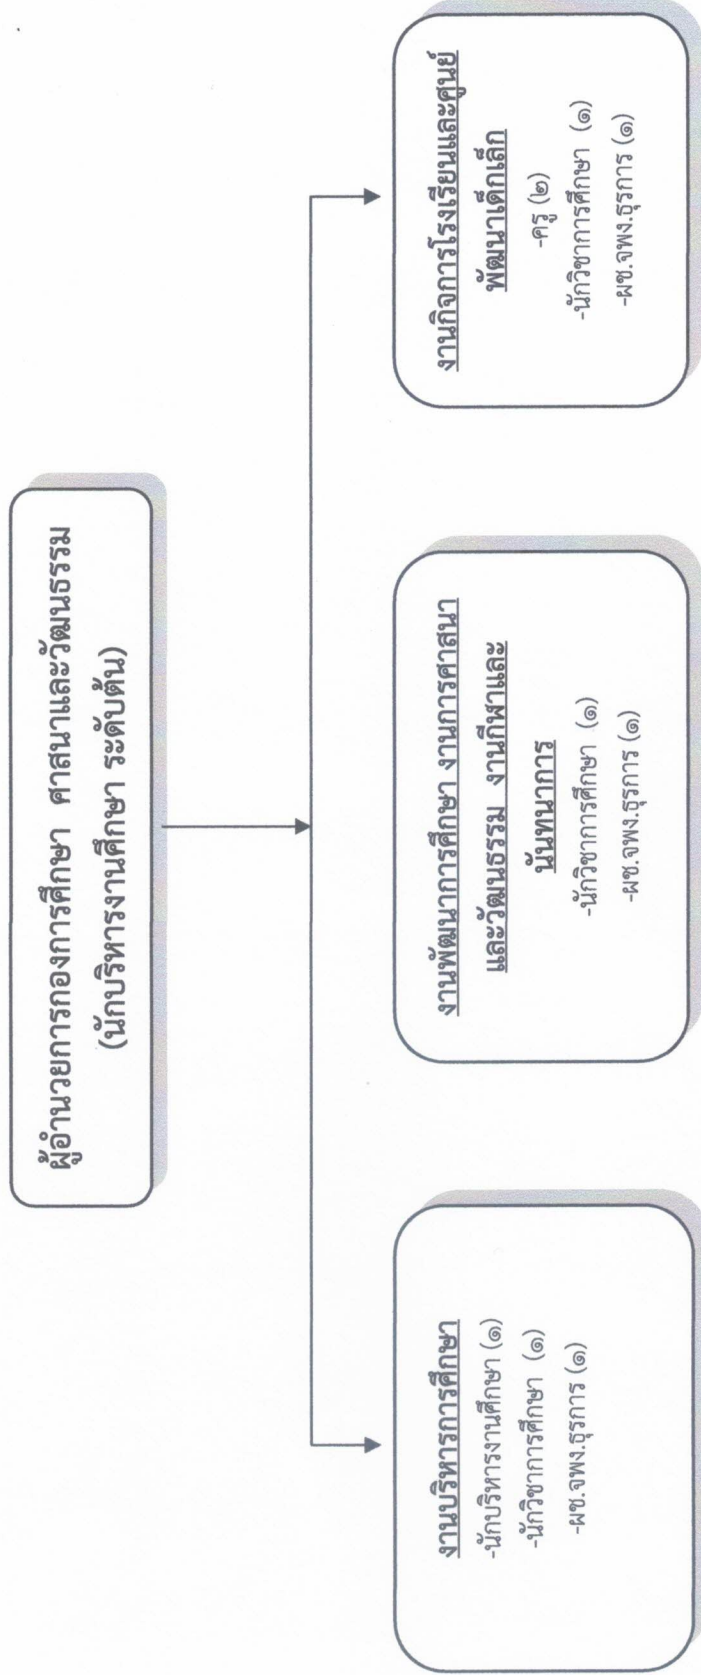 ผู้อำนวยการกองการศึกษา ศาสนาและวัฒนธรรม
(นักบริหารงานศึกษา ระดับต้น)
งานบริหารการศึกษา
-นักบริหารงานศึกษา (๑)
-นักวิชาการศึกษา (๑)
-ผช.จพง.ธุรการ (๑)
งานพัฒนาการศึกษา งานการศาสนา
และวัฒนธรรม งานกีฬาและ
นันทนาการ
-นักวิชาการศึกษา (๑)
-ผช.จพง.ธุรการ (๑)
งานกิจการโรงเรียนและศูนย์
พัฒนาเด็กเล็ก
-ครู (๒)
-นักวิชาการศึกษา (๑)
-ผช.จพง.ธุรการ (๑)